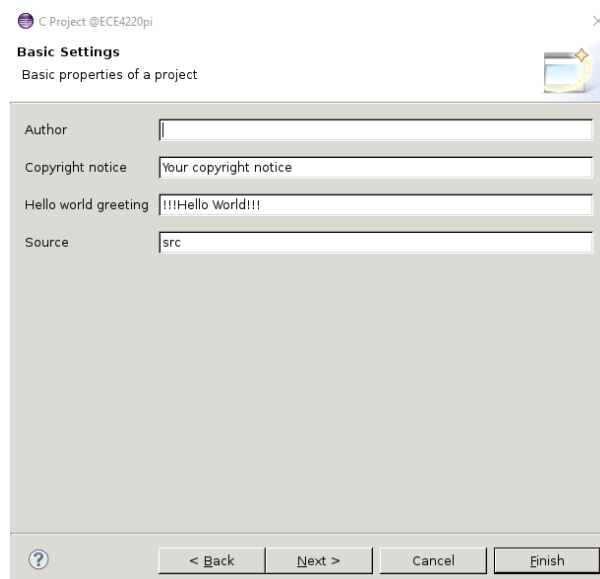 C Project @ECE4220pi
Basic Settings
Basic properties of a project
Author
Copyright notice Your copyright notice
Hello world greeting !!!Hello World!!!
Source src
? < Back Next > Cancel Finish